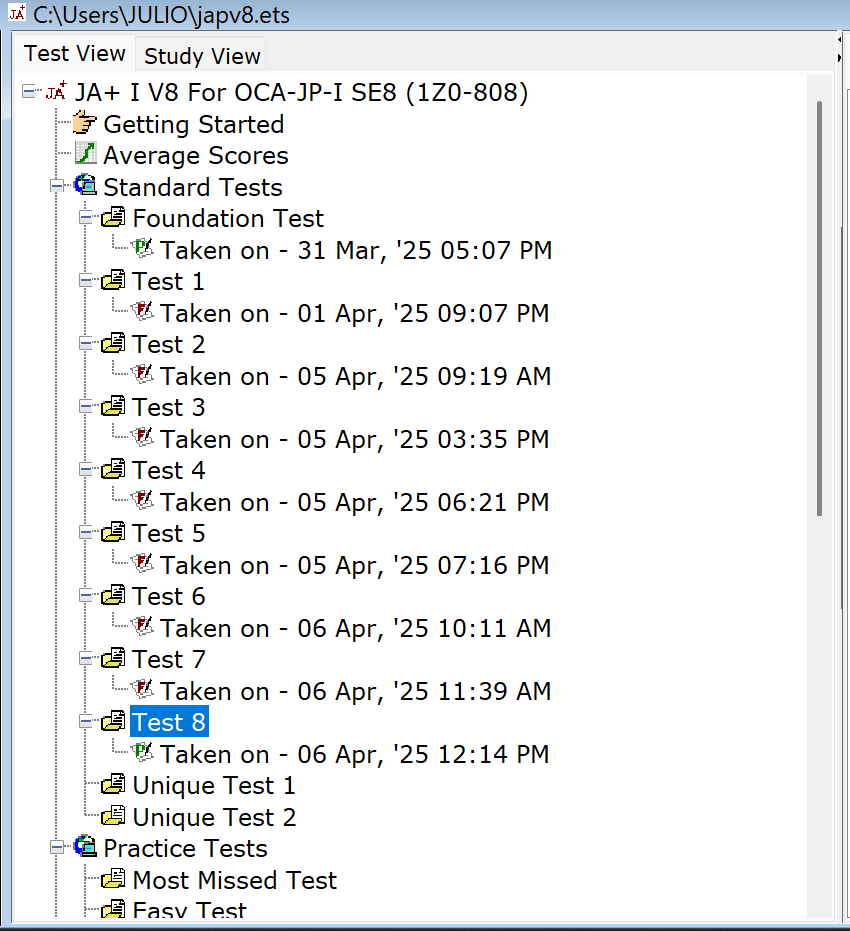 C:\Users\JULIO\japv8.ets
Test View Study View
JA+ I V8 For OCA-JP-I SE8 (1Z0-808)
Getting Started
Average Scores
Standard Tests
Foundation Test
Taken on - 31 Mar, '25 05:07 PM
Test 1
Taken on - 01 Apr, '25 09:07 PM
Test 2
Taken on - 05 Apr, '25 09:19 AM
Test 3
Taken on - 05 Apr, '25 03:35 PM
Test 4
Taken on - 05 Apr, '25 06:21 PM
Test 5
Taken on - 05 Apr, '25 07:16 PM
Test 6
Taken on - 06 Apr, '25 10:11 AM
Test 7
Taken on - 06 Apr, '25 11:39 AM
Test 8
Taken on - 06 Apr, '25 12:14 PM
Unique Test 1
Unique Test 2
Practice Tests
Most Missed Test
Easy Test